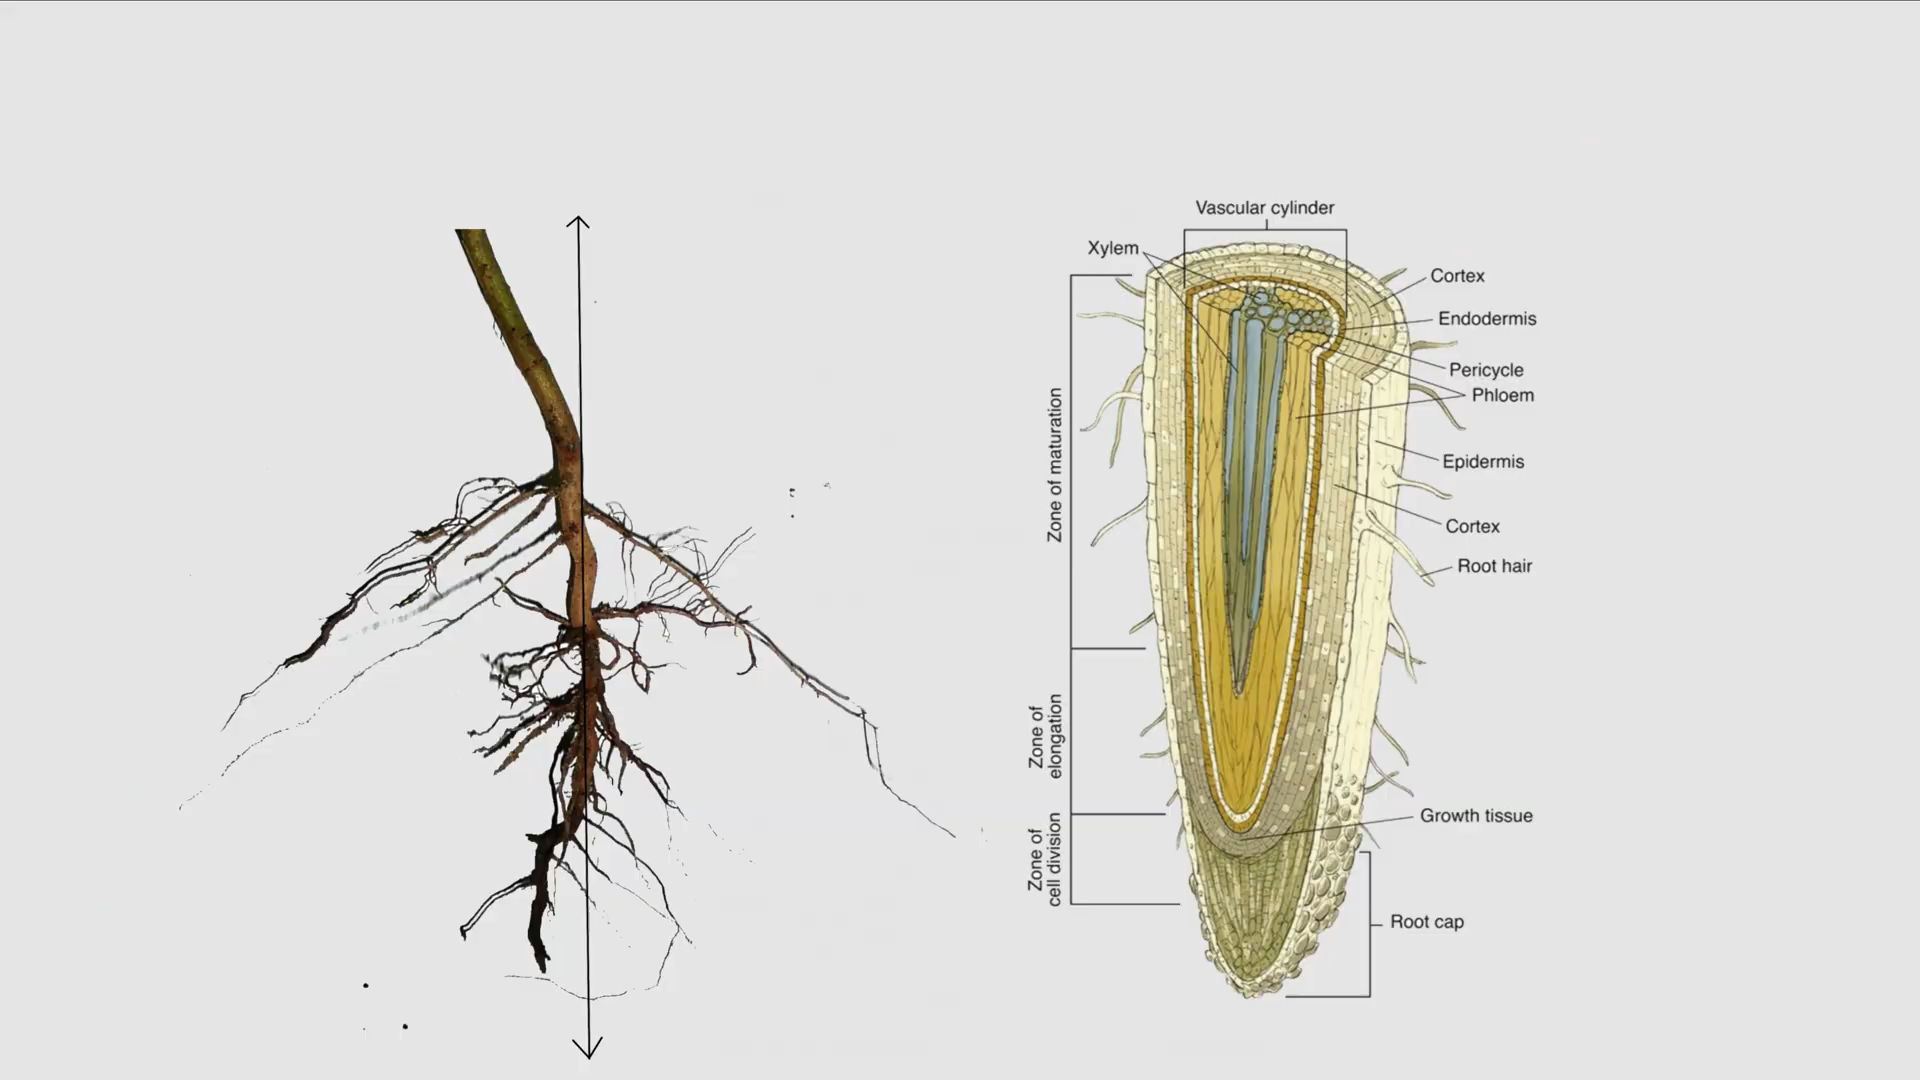 Vascular cylinder
Xylem
Cortex
Endodermis
Pericycle
Phloem
Epidermis
Cortex
Root hair
Growth tissue
Root cap
Zone of maturation
Zone of
elongation
Zone of
cell division